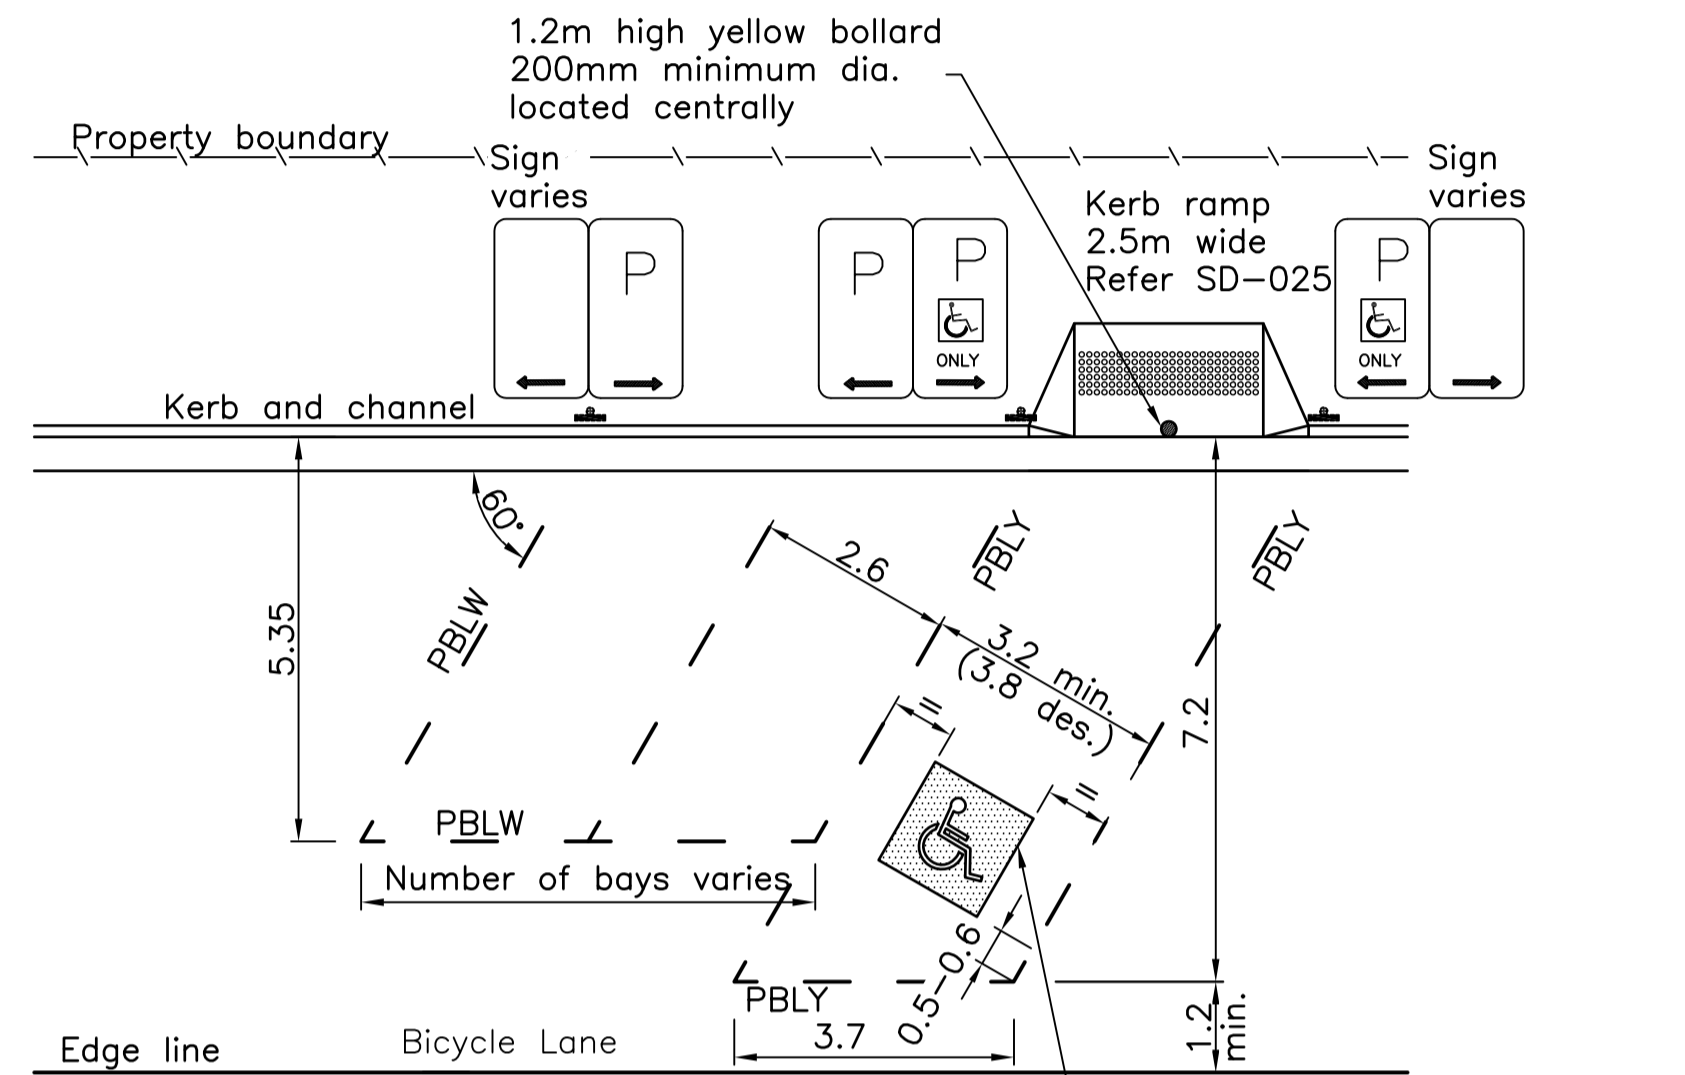 1.2m high yellow bollard
200mm minimum dia.
located centrally
Property boundary
Sign
varies
Sign
varies
Kerb ramp
2.5m wide
Refer SD-025
P
P
P
ONLY
P
ONLY
Kerb and channel
60°
PBLW
2.6
PBLY
PBLY
5.35
3.2 min.
(3.8 des.)
=
=
7.2
PBLW
Number of bays varies
0.5-0.6
PBLY
3.7
1.2
min.
Edge line
Bicycle Lane